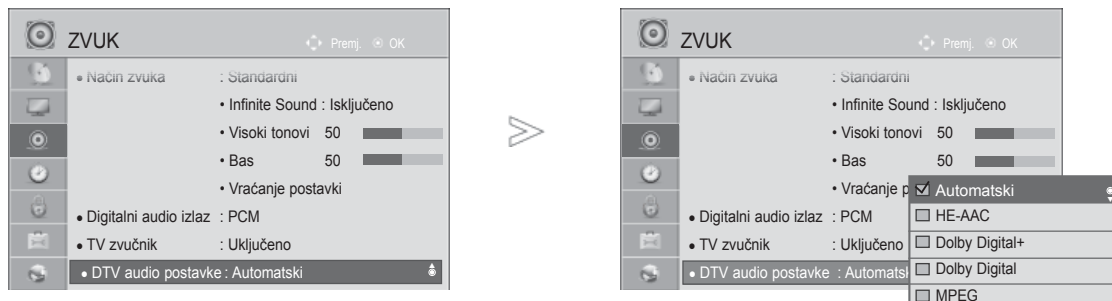 ZVUK
Premj. OK
• Način zvuka : Standardni
• Infinite Sound : Isključeno
• Visoki tonovi 50
• Bas 50
• Vraćanje postavki
• Digitalni audio izlaz : PCM
• TV zvučnik : Uključeno
• DTV audio postavke : Automatski
ZVUK
Premj. OK
• Način zvuka : Standardni
• Infinite Sound : Isključeno
• Visoki tonovi 50
• Bas 50
• Vraćanje p
• Digitalni audio izlaz : PCM
• TV zvučnik : Uključeno
• DTV audio postavke : Automatsk
Automatski
HE-AAC
Dolby Digital+
Dolby Digital
MPEG